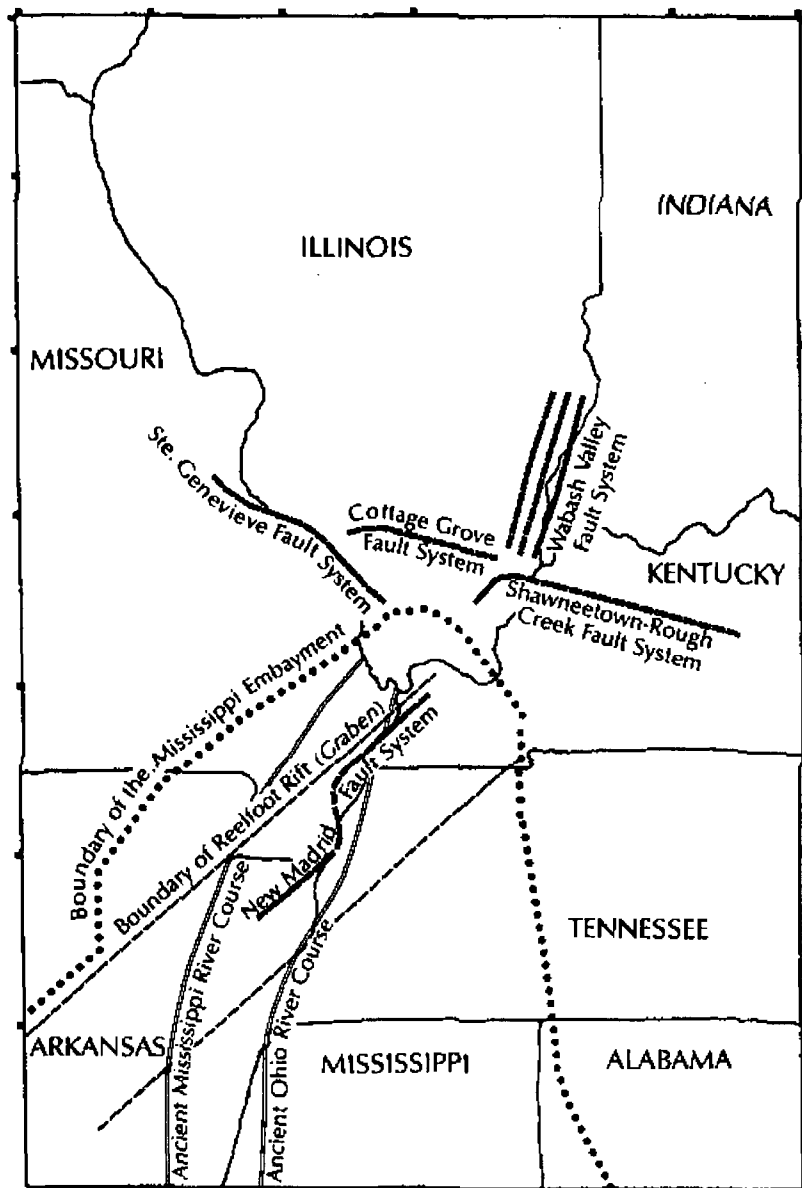 INDIANA
ILLINOIS
MISSOURI
Ste. Genevieve Fault System
Cottage Grove
Fault System
Wabash Valley
Fault System
KENTUCKY
Shawneetown-Rough
Creek Fault System
Boundary of the Mississippi Embayment
Boundary of Reelfoot Rift (Graben)
New Madrid
Fault System
Ancient Mississippi River Course
Ancient Ohio River Course
TENNESSEE
ARKANSAS
MISSISSIPPI
ALABAMA